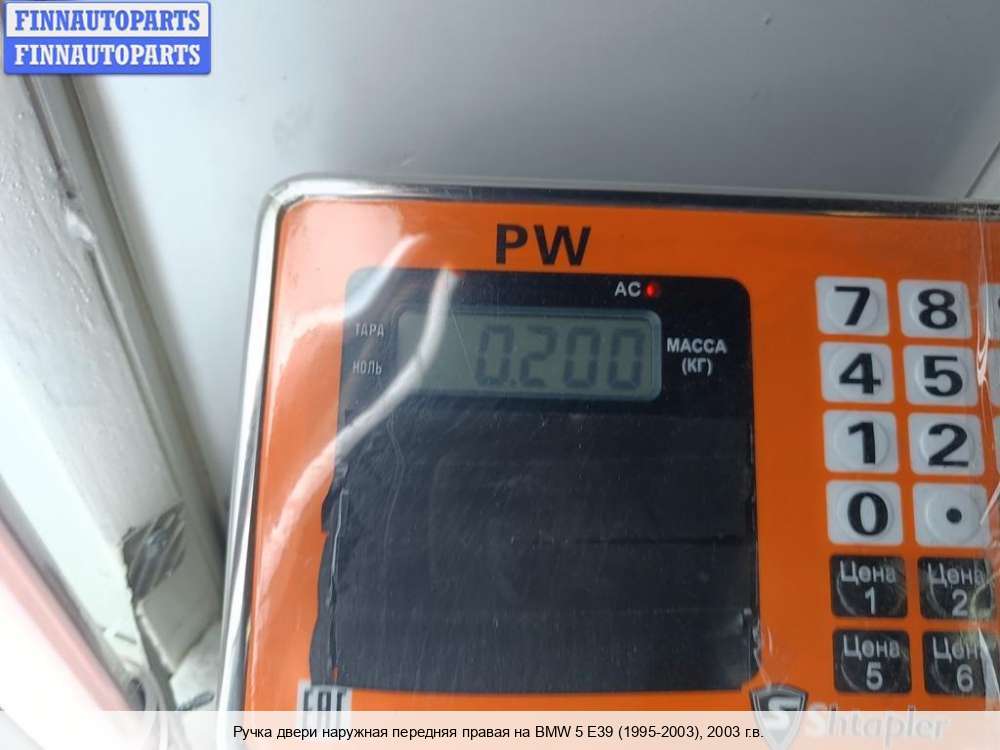 FINNAUTOPARTS
FINNAUTOPARTS
PW
AC
ТАРА
НОЛЬ
0.200
МАССА
(КГ)
7 8
4 5
1 2
0 .
Цена 1
Цена 2
Цена 5
Цена 6
EAC
Shtapler
Ручка двери наружная передняя правая на BMW 5 E39 (1995-2003), 2003 г.в.